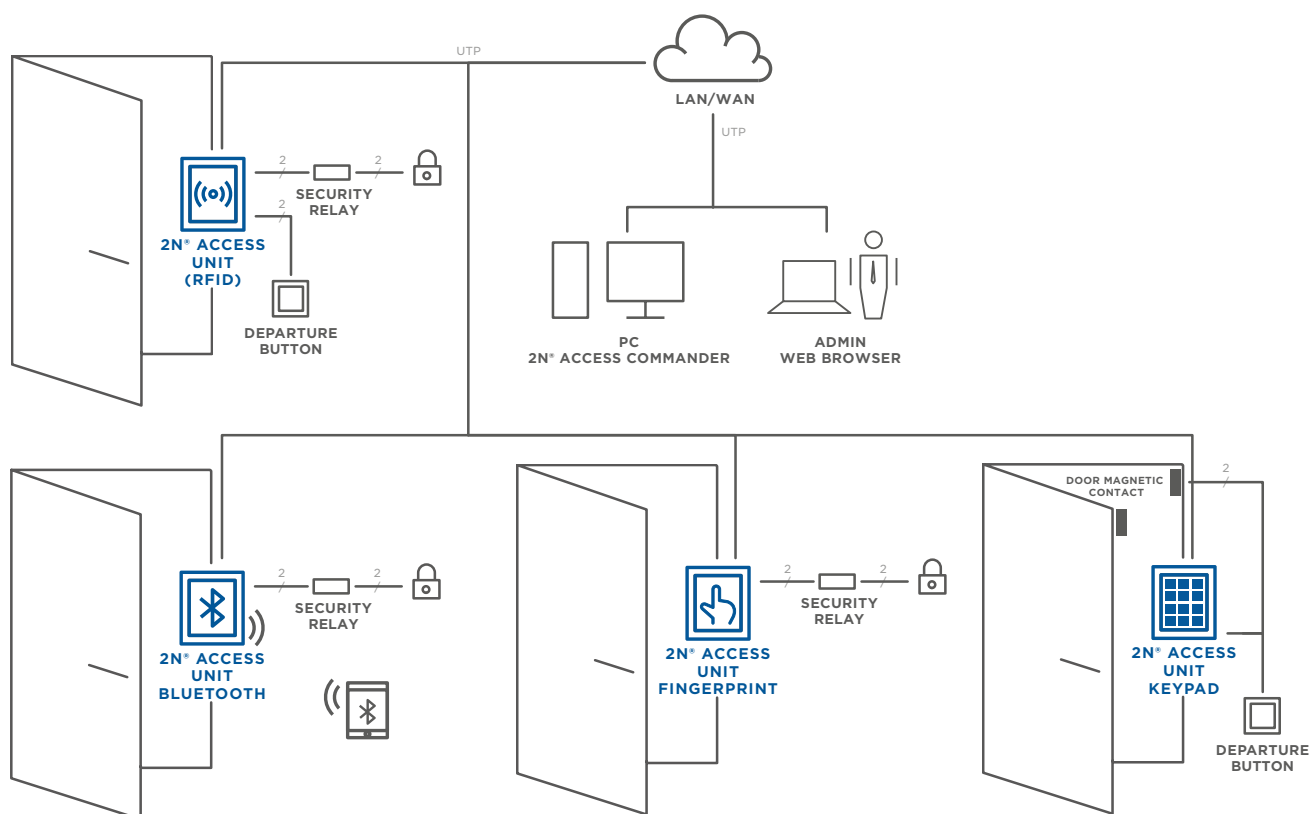 UTP
LAN/WAN
UTP
2
2
SECURITY
RELAY
2
2N® ACCESS
UNIT
(RFID)
DEPARTURE
BUTTON
PC
2N® ACCESS COMMANDER
ADMIN
WEB BROWSER
2
2
SECURITY
RELAY
2N® ACCESS
UNIT
BLUETOOTH
2
2
SECURITY
RELAY
2N® ACCESS
UNIT
FINGERPRINT
DOOR MAGNETIC
CONTACT
2
2N® ACCESS
UNIT
KEYPAD
DEPARTURE
BUTTON